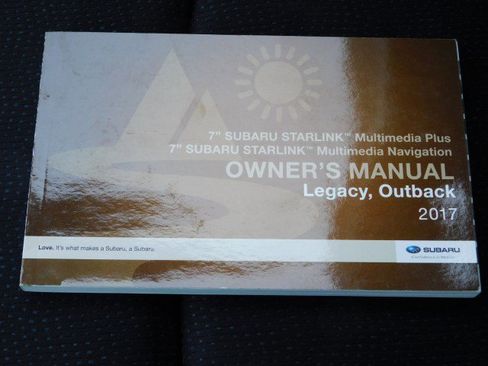 7" SUBARU STARLINK™ Multimedia Plus
7" SUBARU STARLINK™ Multimedia Navigation
OWNER'S MANUAL
Legacy, Outback
2017
Love. It's what makes a Subaru, a Subaru.
SUBARU